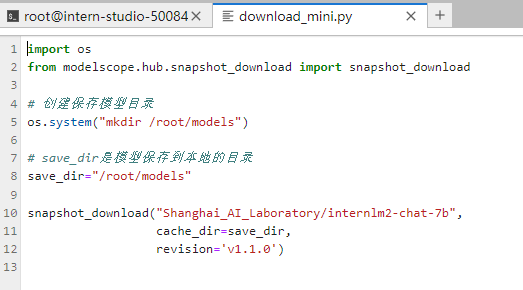 root@intern-studio-50084
download_mini.py
1 import os
2 from modelscope.hub.snapshot_download import snapshot_download
3
4 # 创建保存模型目录
5 os.system("mkdir /root/models")
6
7 # save_dir是模型保存到本地的目录
8 save_dir="/root/models"
9
10 snapshot_download("Shanghai_AI_Laboratory/internlm2-chat-7b",
11 cache_dir=save_dir,
12 revision='v1.1.0')
13